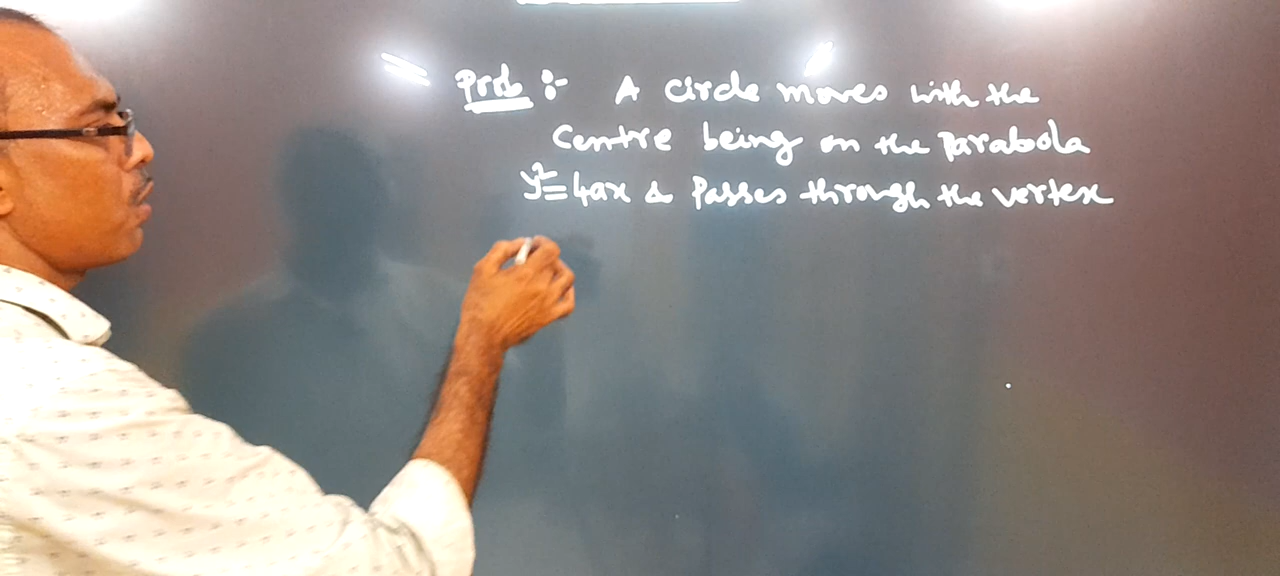 Prob :- A circle moves with the
Centre being on the parabola
y²=4ax & Passes through the vertex